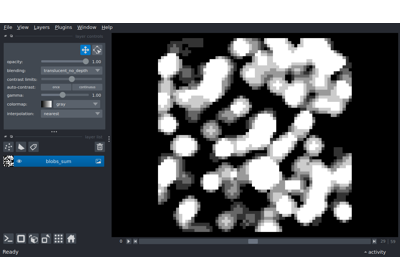 File View Layers Plugins Window Help
opacity: 1.00
blending: translucent_no_depth
contrast limits:
auto-contrast: once continuous
gamma: 1.00
colormap: gray
interpolation: nearest
blobs_sum
Ready activity